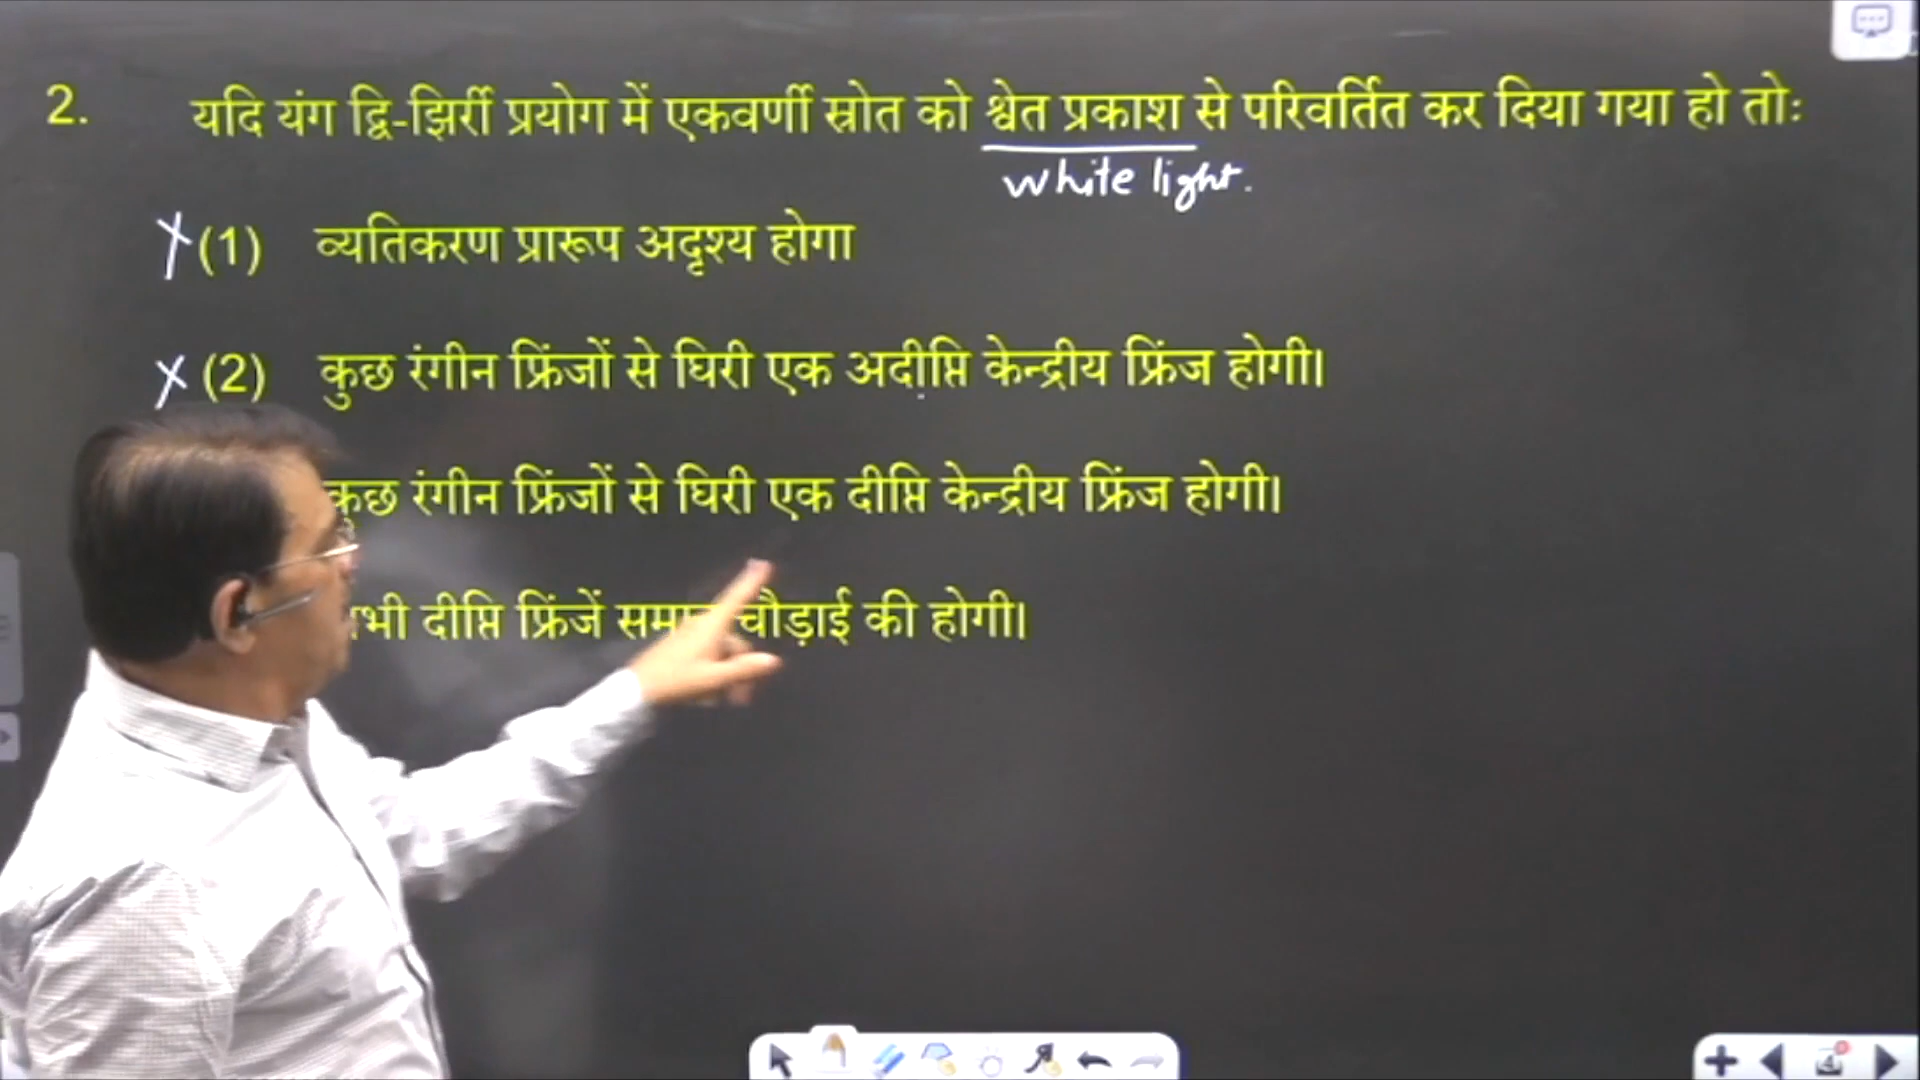 2. यदि यंग द्वि-झिर्री प्रयोग में एकवर्णी स्रोत को श्वेत प्रकाश से परिवर्तित कर दिया गया हो तोः
white light.
(1) व्यतिकरण प्रारूप अदृश्य होगा
(2) कुछ रंगीन फ्रिंजों से घिरी एक अदीप्ति केन्द्रीय फ्रिंज होगी।
कुछ रंगीन फ्रिंजों से घिरी एक दीप्ति केन्द्रीय फ्रिंज होगी।
दीप्ति फ्रिंजें चौड़ाई की होगी।
4